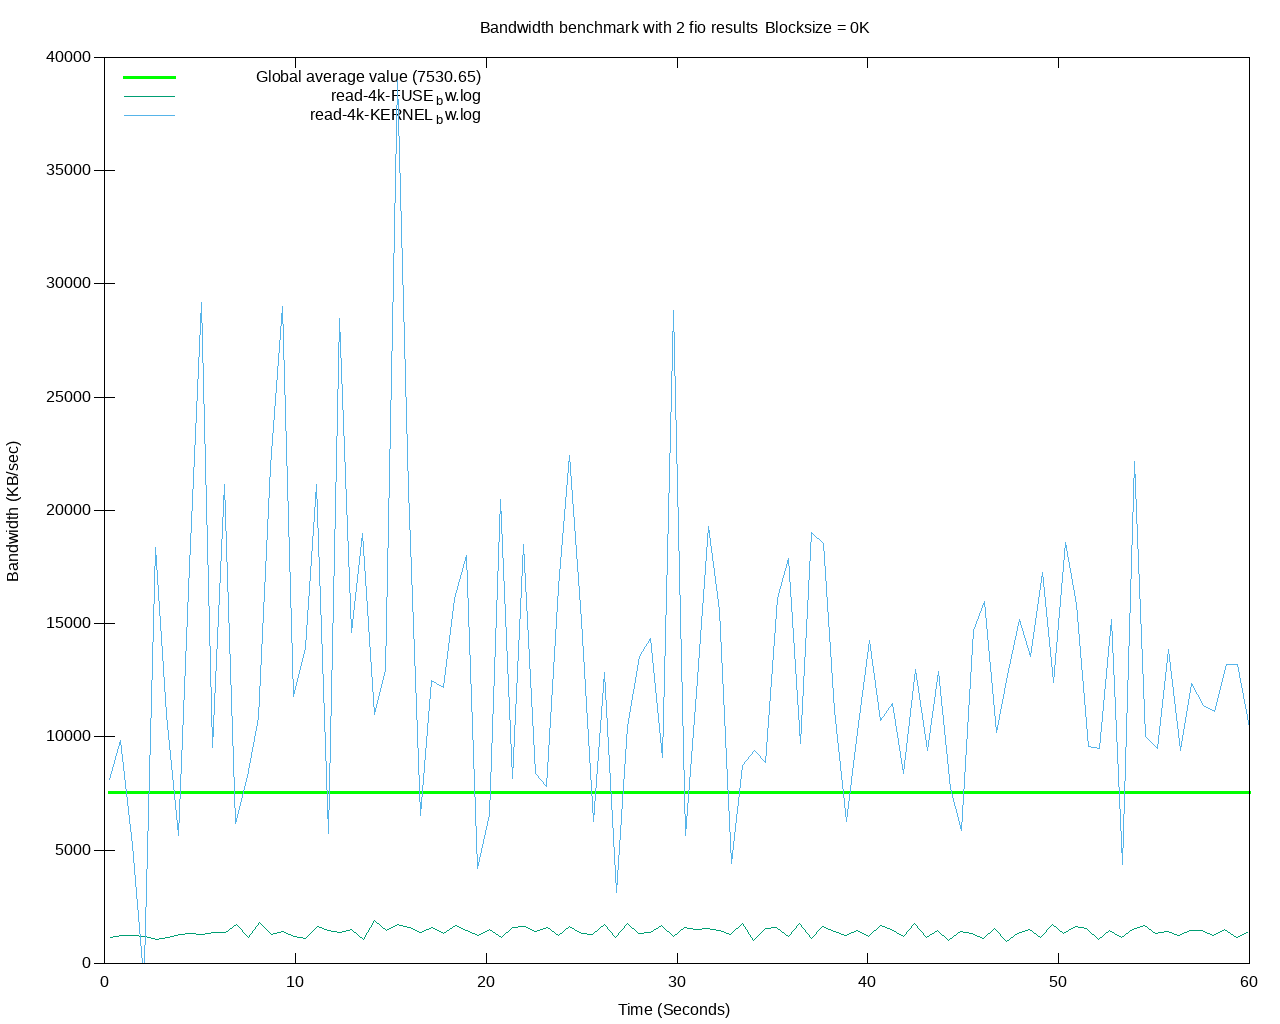 Bandwidth benchmark with 2 fio results Blocksize = 0K
40000
35000
30000
25000
20000
15000
10000
5000
0
Bandwidth (KB/sec)
Global average value (7530.65)
read-4k-FUSE_bw.log
read-4k-KERNEL_bw.log
0 10 20 30 40 50 60
Time (Seconds)